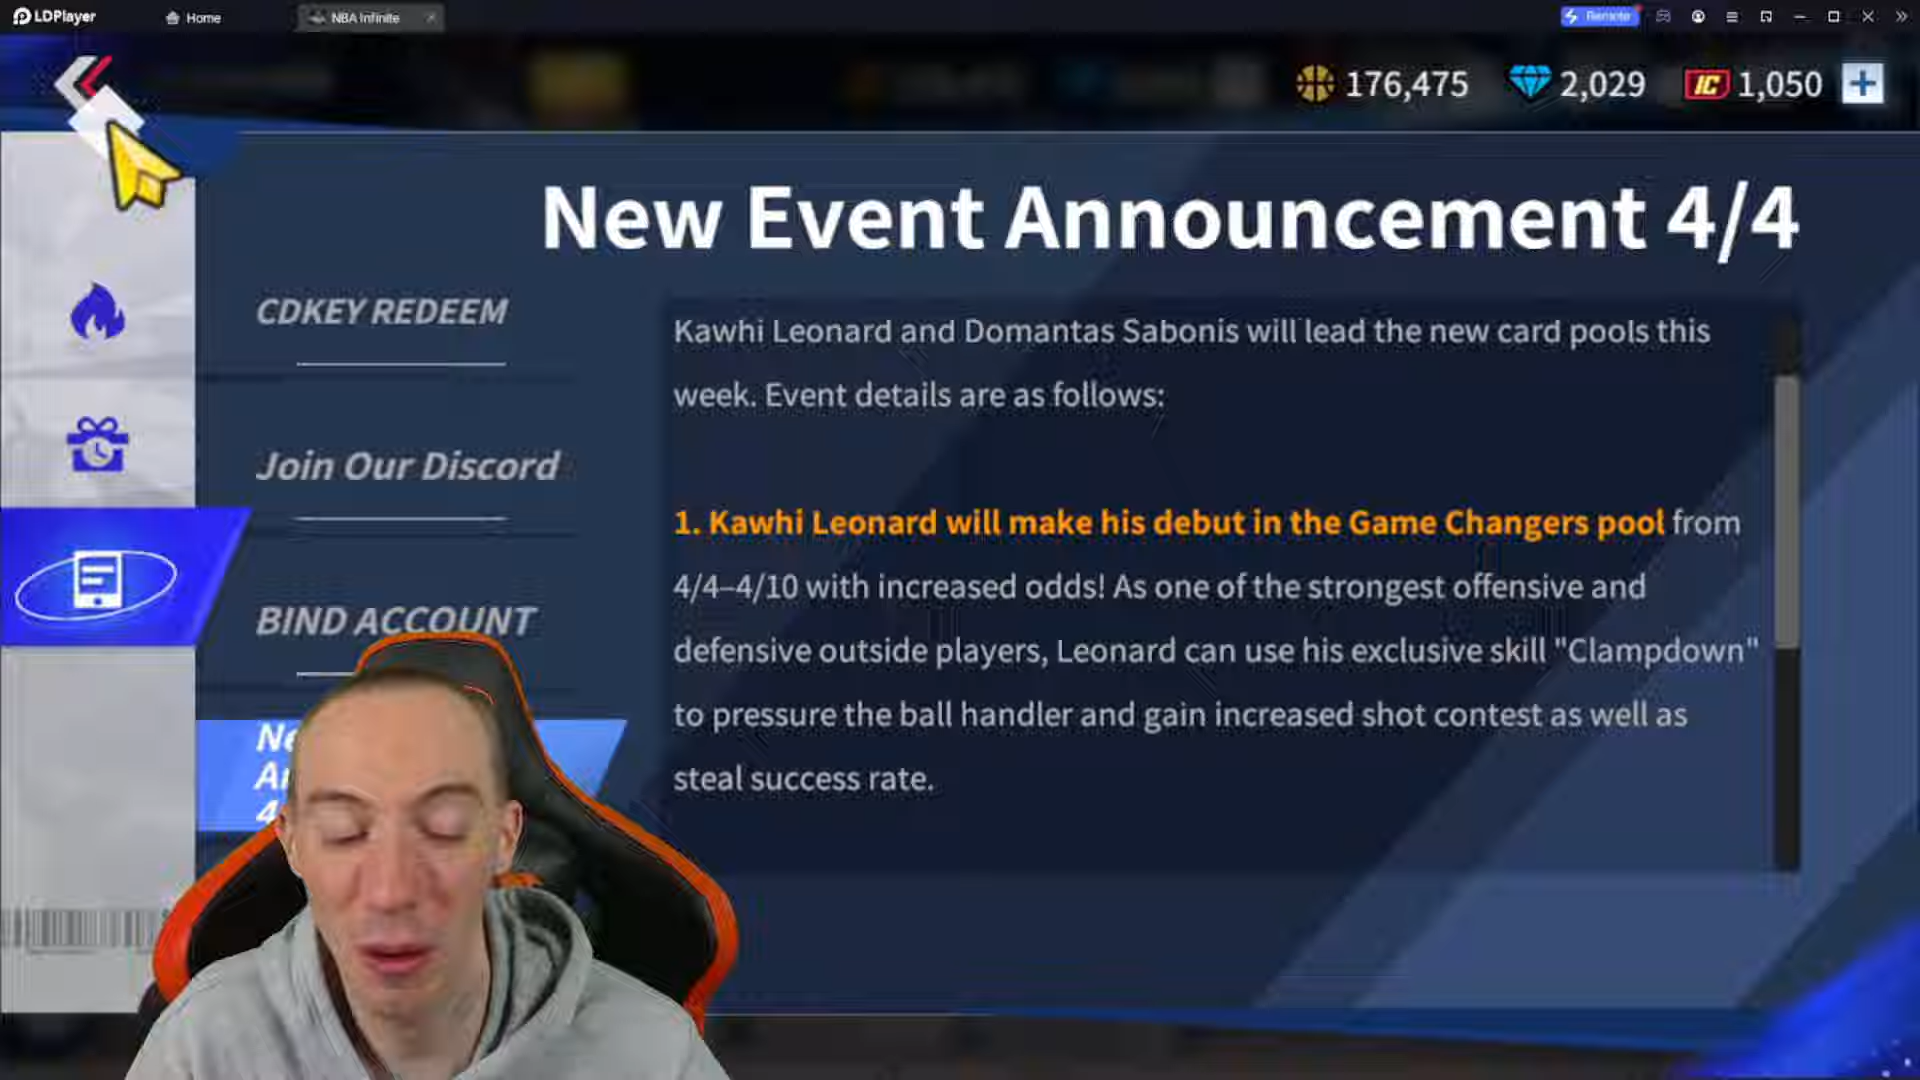 LDPlayer
Home
NBA Infinite
Remote
176,475
2,029
IC 1,050
New Event Announcement 4/4
CDKEY REDEEM
Join Our Discord
BIND ACCOUNT
Kawhi Leonard and Domantas Sabonis will lead the new card pools this
week. Event details are as follows:
1. Kawhi Leonard will make his debut in the Game Changers pool from
4/4–4/10 with increased odds! As one of the strongest offensive and
defensive outside players, Leonard can use his exclusive skill "Clampdown"
to pressure the ball handler and gain increased shot contest as well as
steal success rate.